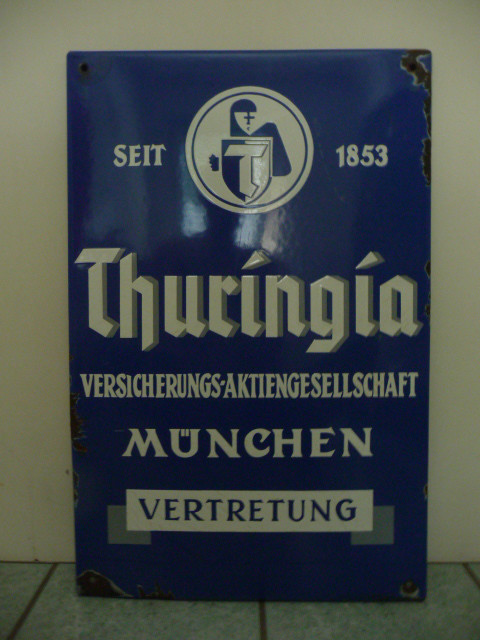 SEIT 1853
T
Thuringia
VERSICHERUNGS-AKTIENGESELLSCHAFT
MÜNCHEN
VERTRETUNG